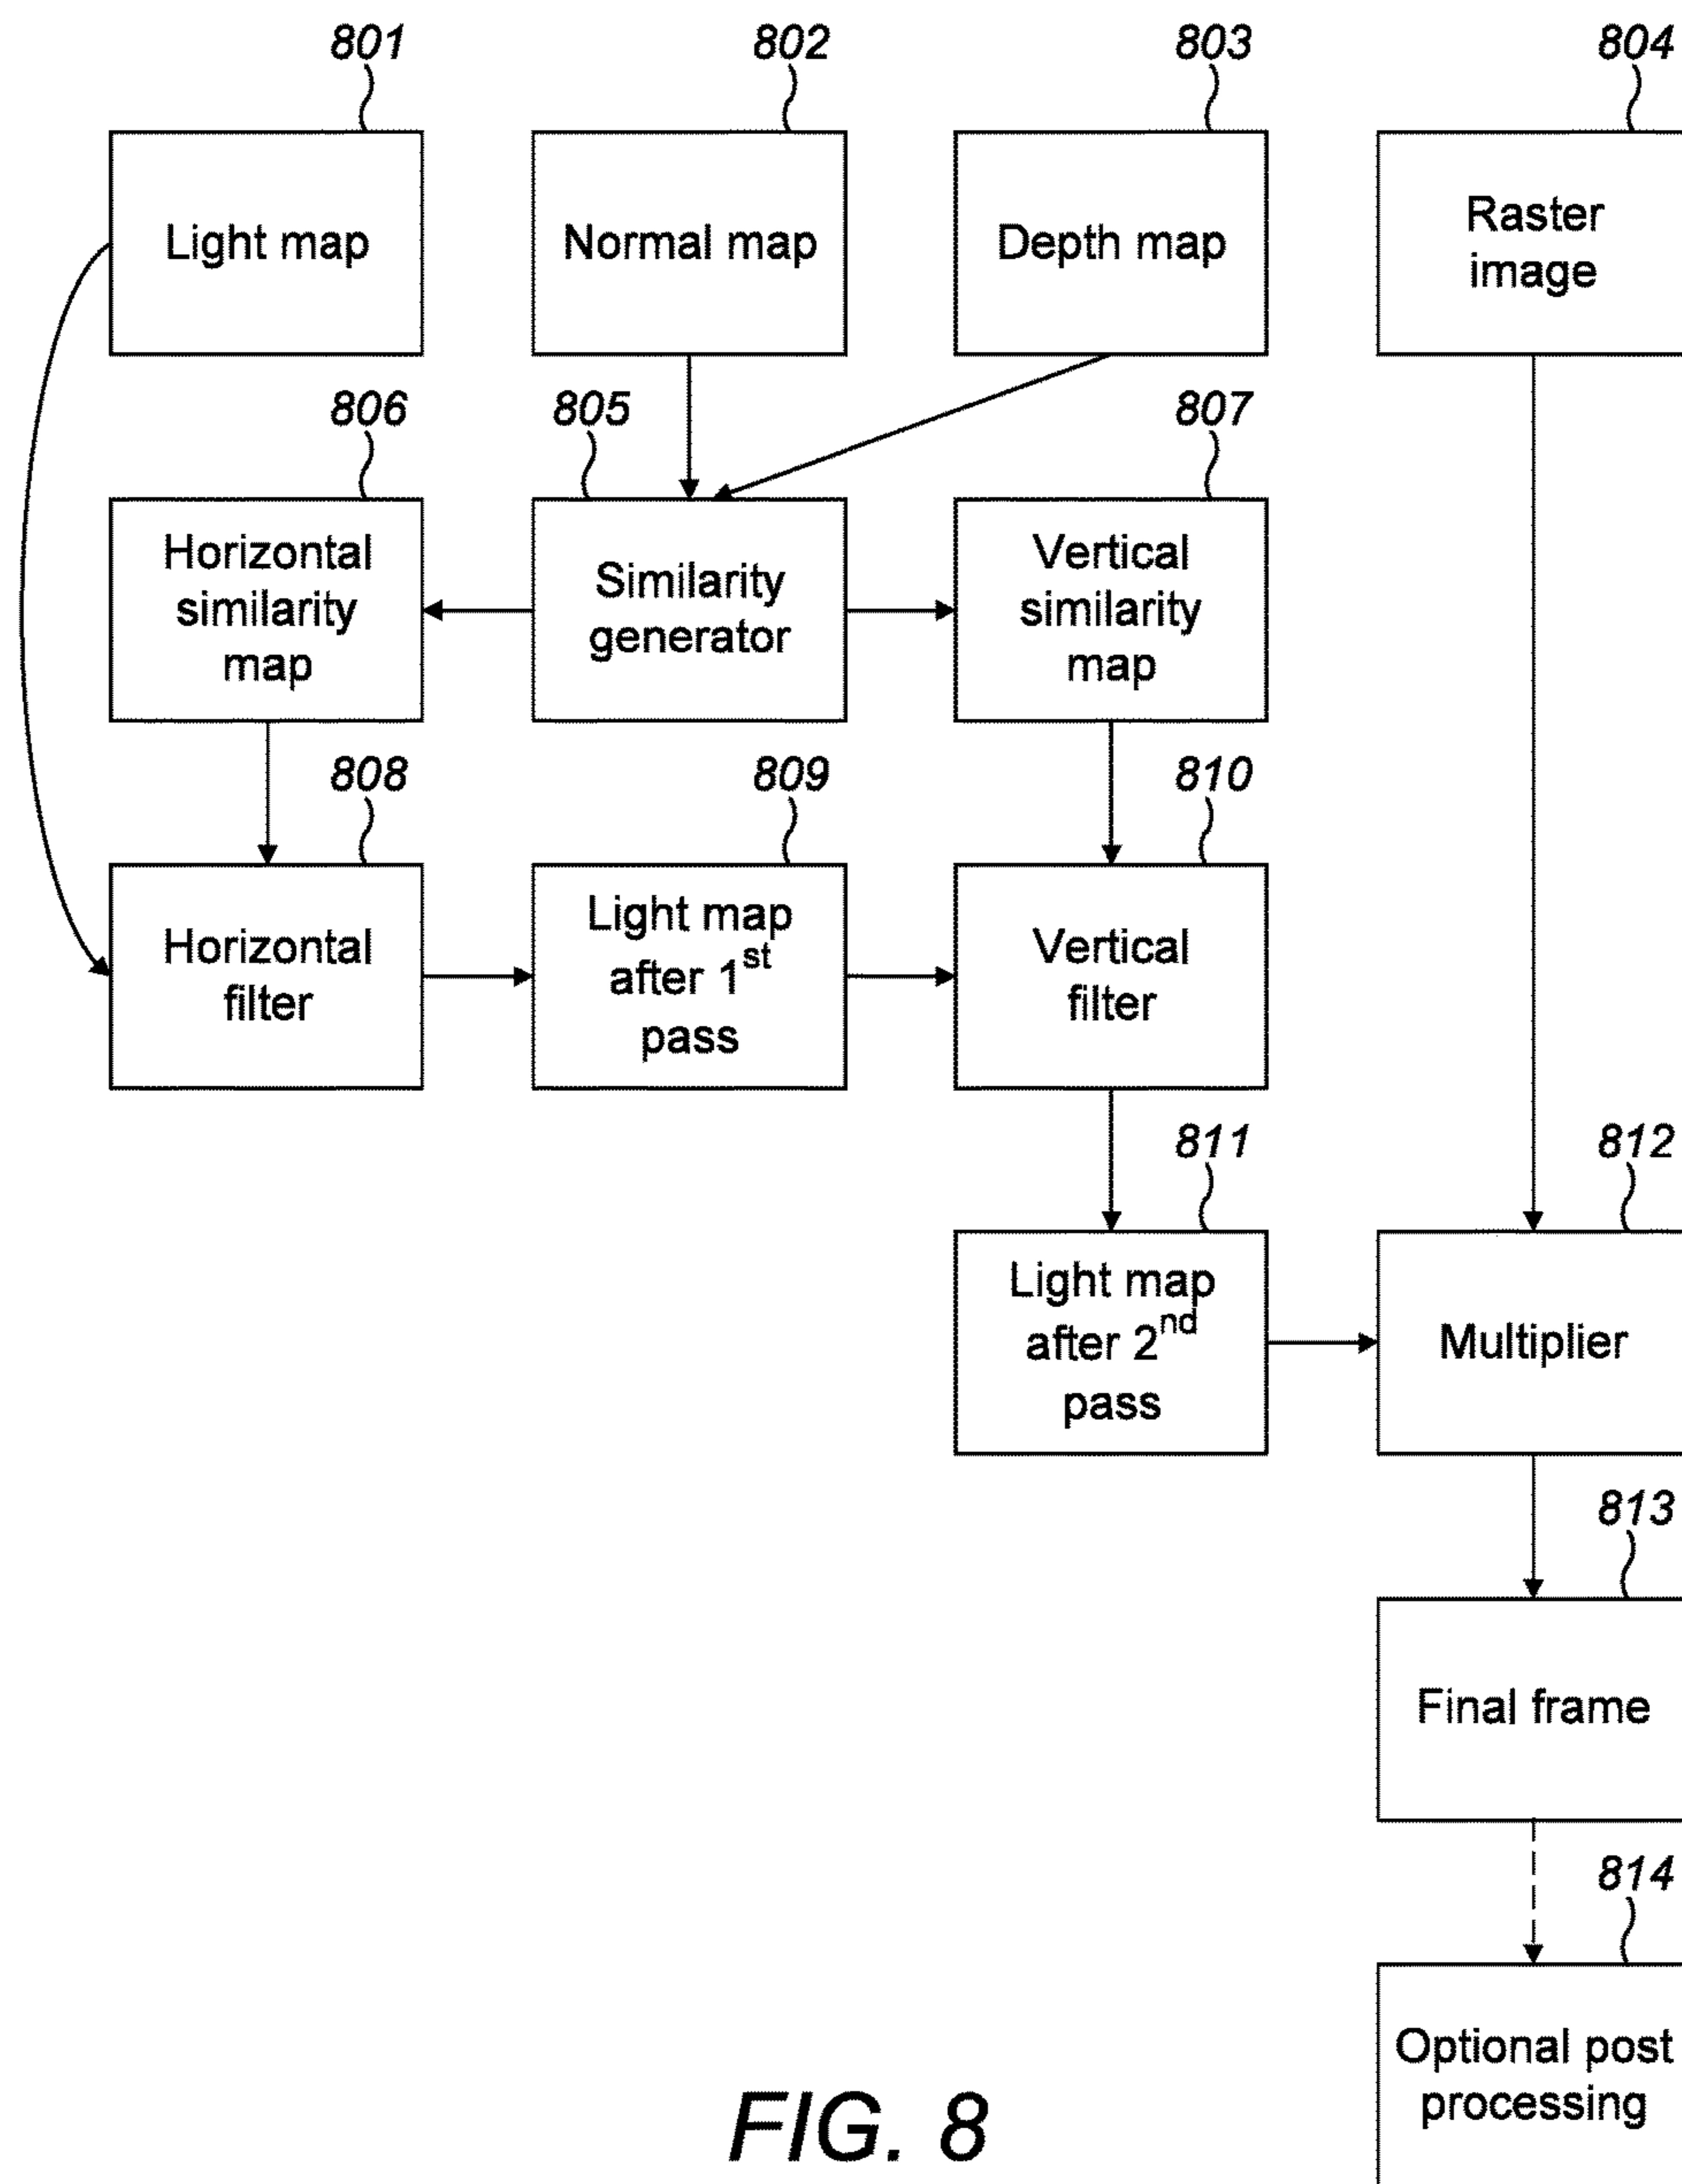 801
802
803
804
Light map
Normal map
Depth map
Raster
image
806
805
807
Horizontal
similarity
map
Similarity
generator
Vertical
similarity
map
808
809
810
Horizontal
filter
Light map
after 1st
pass
Vertical
filter
811
812
Light map
after 2nd
pass
Multiplier
813
Final frame
814
Optional post
processing
FIG. 8